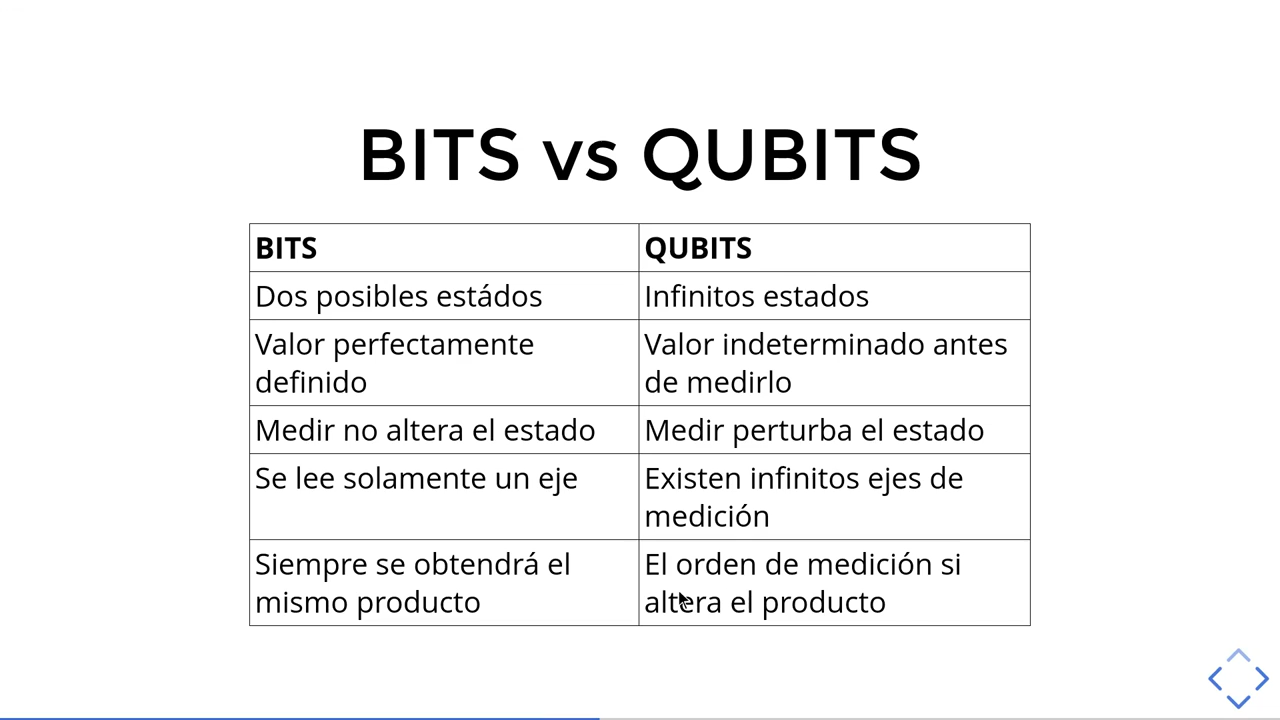 BITS vs QUBITS
BITS
QUBITS
Dos posibles estádos
Infinitos estados
Valor perfectamente
definido
Valor indeterminado antes
de medirlo
Medir no altera el estado
Medir perturba el estado
Se lee solamente un eje
Existen infinitos ejes de
medición
Siempre se obtendrá el
mismo producto
El orden de medición si
altera el producto